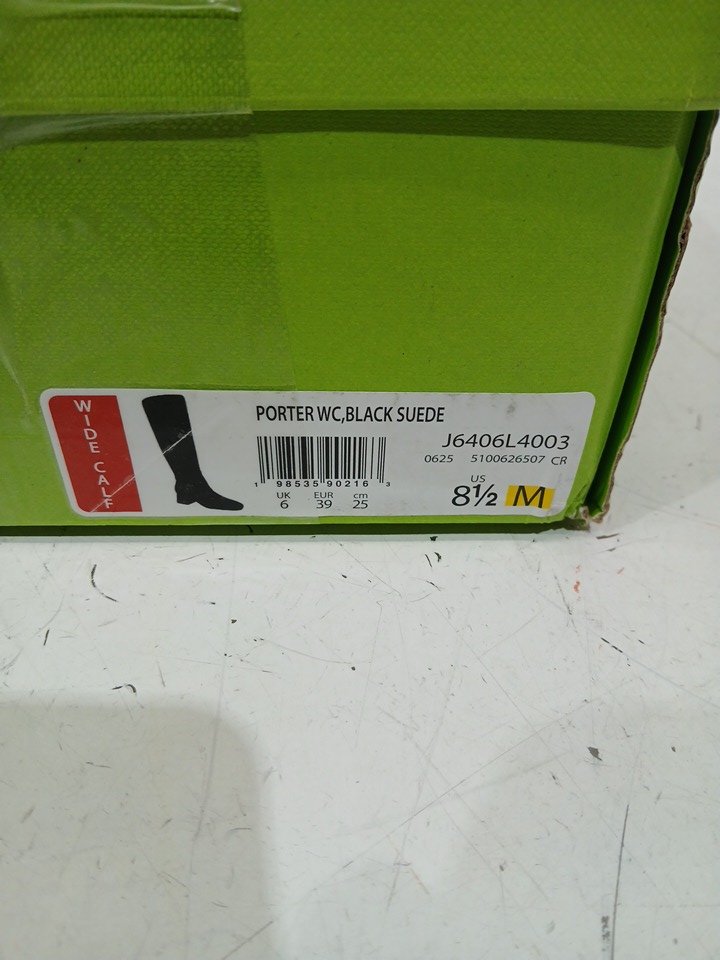 WIDE CALF
PORTER WC,BLACK SUEDE
J6406L4003
0625 5100626507 CR
1 98535 90216 3
UK EUR cm
6 39 25
US
8½ M